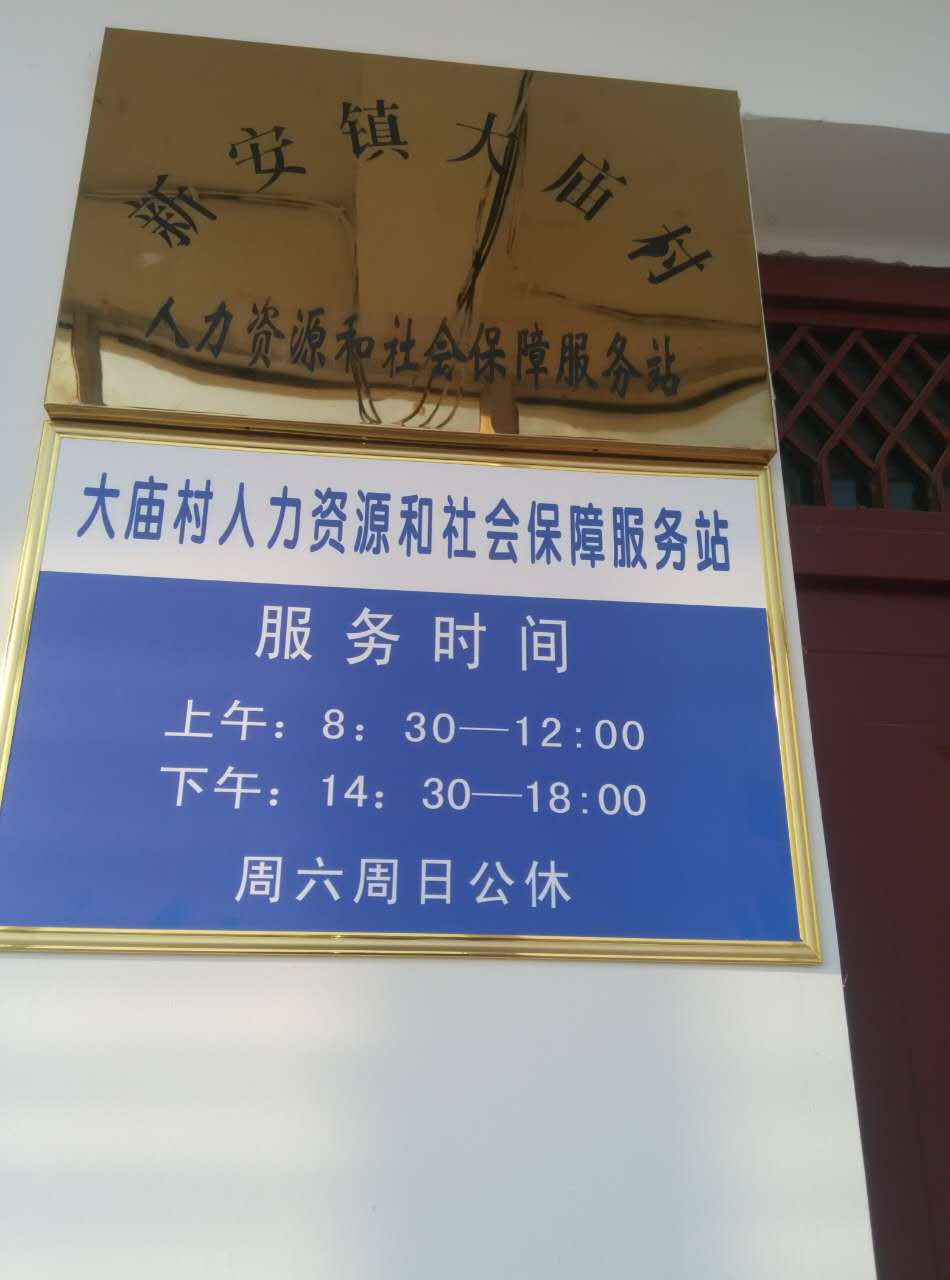 新安镇大庙村
人力资源和社会保障服务站
大庙村人力资源和社会保障服务站
服务时间
上午：8：30—12:00
下午：14：30—18:00
周六周日公休